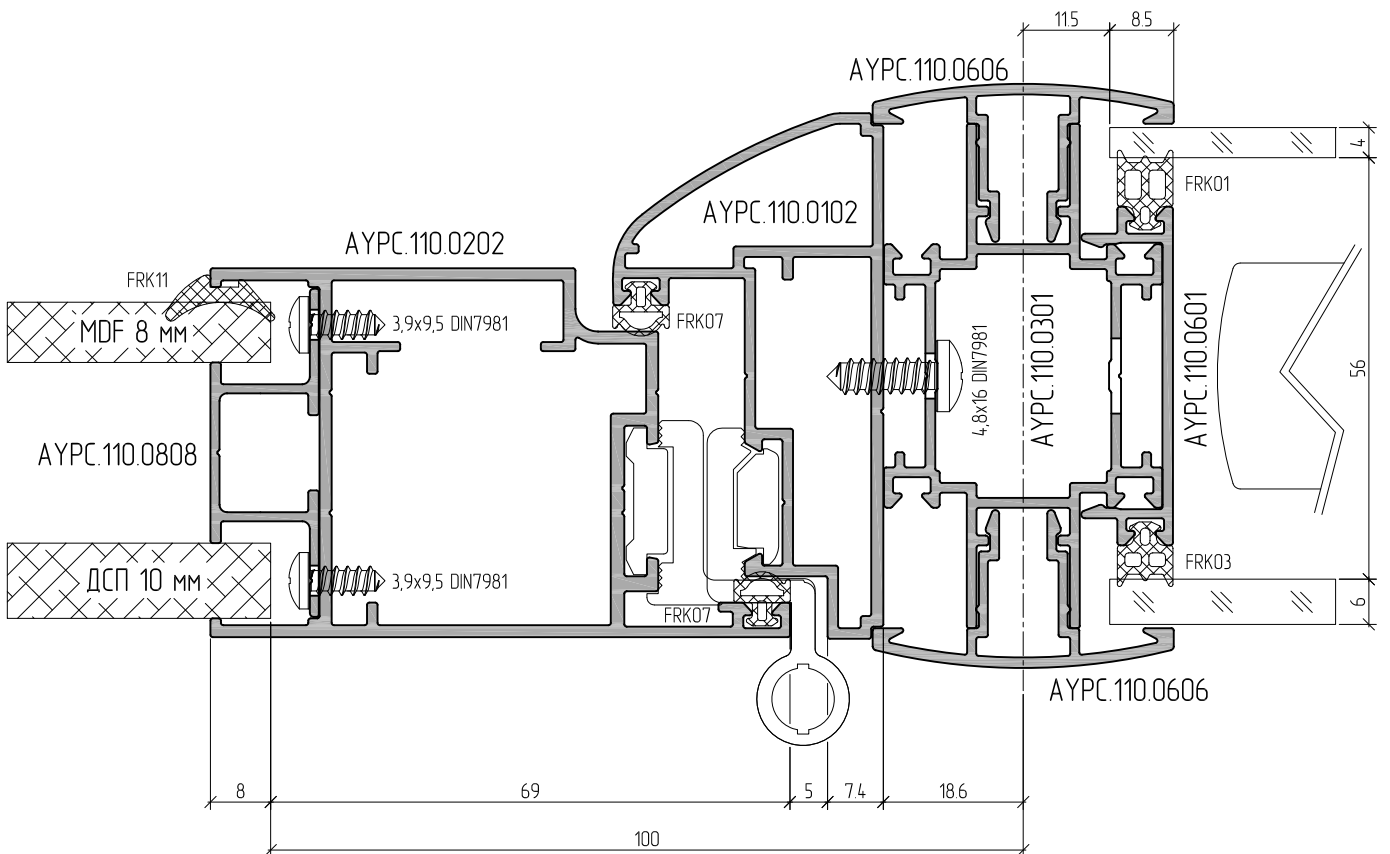 11.5
8.5
AYPC.110.0606
4
FRK01
AYPC.110.0102
AYPC.110.0202
FRK11
MDF 8 мм
3,9x9,5 DIN7981
FRK07
4,8x16 DIN7981
AYPC.110.0301
AYPC.110.0601
56
AYPC.110.0808
ДСП 10 мм
3,9x9,5 DIN7981
FRK07
FRK03
6
AYPC.110.0606
8
69
5
7.4
18.6
100